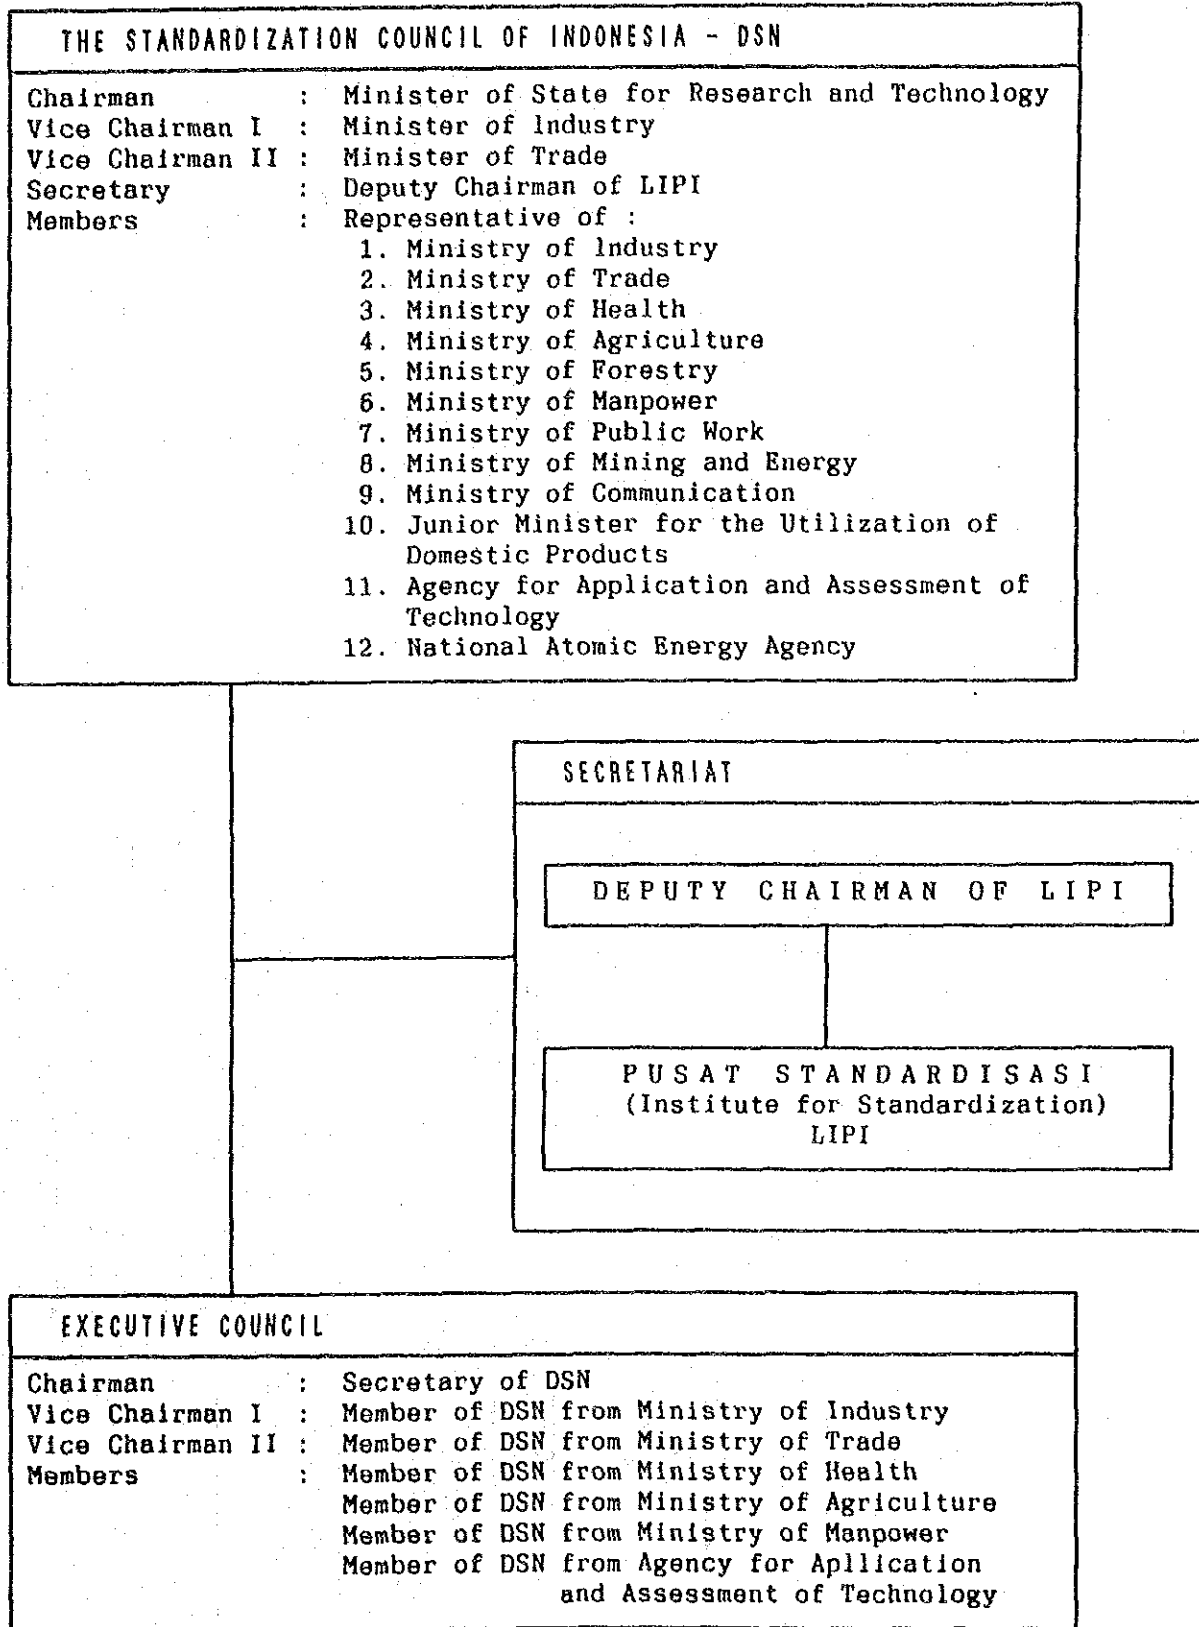 THE STANDARDIZATION COUNCIL OF INDONESIA - DSN
Chairman : Minister of State for Research and Technology
Vice Chairman I : Minister of Industry
Vice Chairman II : Minister of Trade
Secretary : Deputy Chairman of LIPI
Members : Representative of :
1. Ministry of Industry
2. Ministry of Trade
3. Ministry of Health
4. Ministry of Agriculture
5. Ministry of Forestry
6. Ministry of Manpower
7. Ministry of Public Work
8. Ministry of Mining and Energy
9. Ministry of Communication
10. Junior Minister for the Utilization of
Domestic Products
11. Agency for Application and Assessment of
Technology
12. National Atomic Energy Agency
SECRETARIAT
DEPUTY CHAIRMAN OF LIPI
PUSAT STANDARDISASI
(Institute for Standardization)
LIPI
EXECUTIVE COUNCIL
Chairman : Secretary of DSN
Vice Chairman I : Member of DSN from Ministry of Industry
Vice Chairman II : Member of DSN from Ministry of Trade
Members : Member of DSN from Ministry of Health
Member of DSN from Ministry of Agriculture
Member of DSN from Ministry of Manpower
Member of DSN from Agency for Apllication
and Assessment of Technology